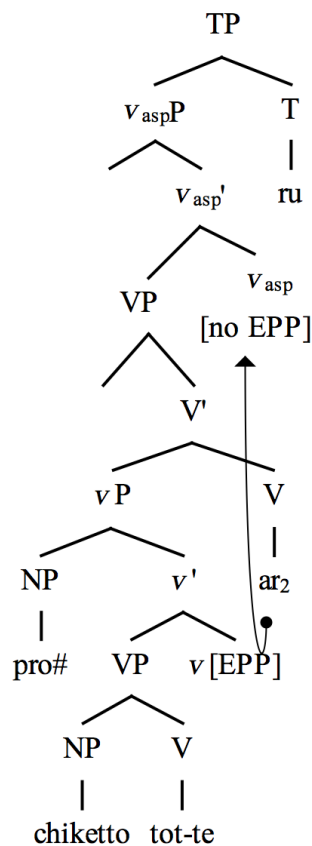 TP
vaspP T
vasp' ru
VP vasp
[no EPP]
V'
vP V
NP v' ar2
pro# VP v[EPP]
NP V
chiketto tot-te